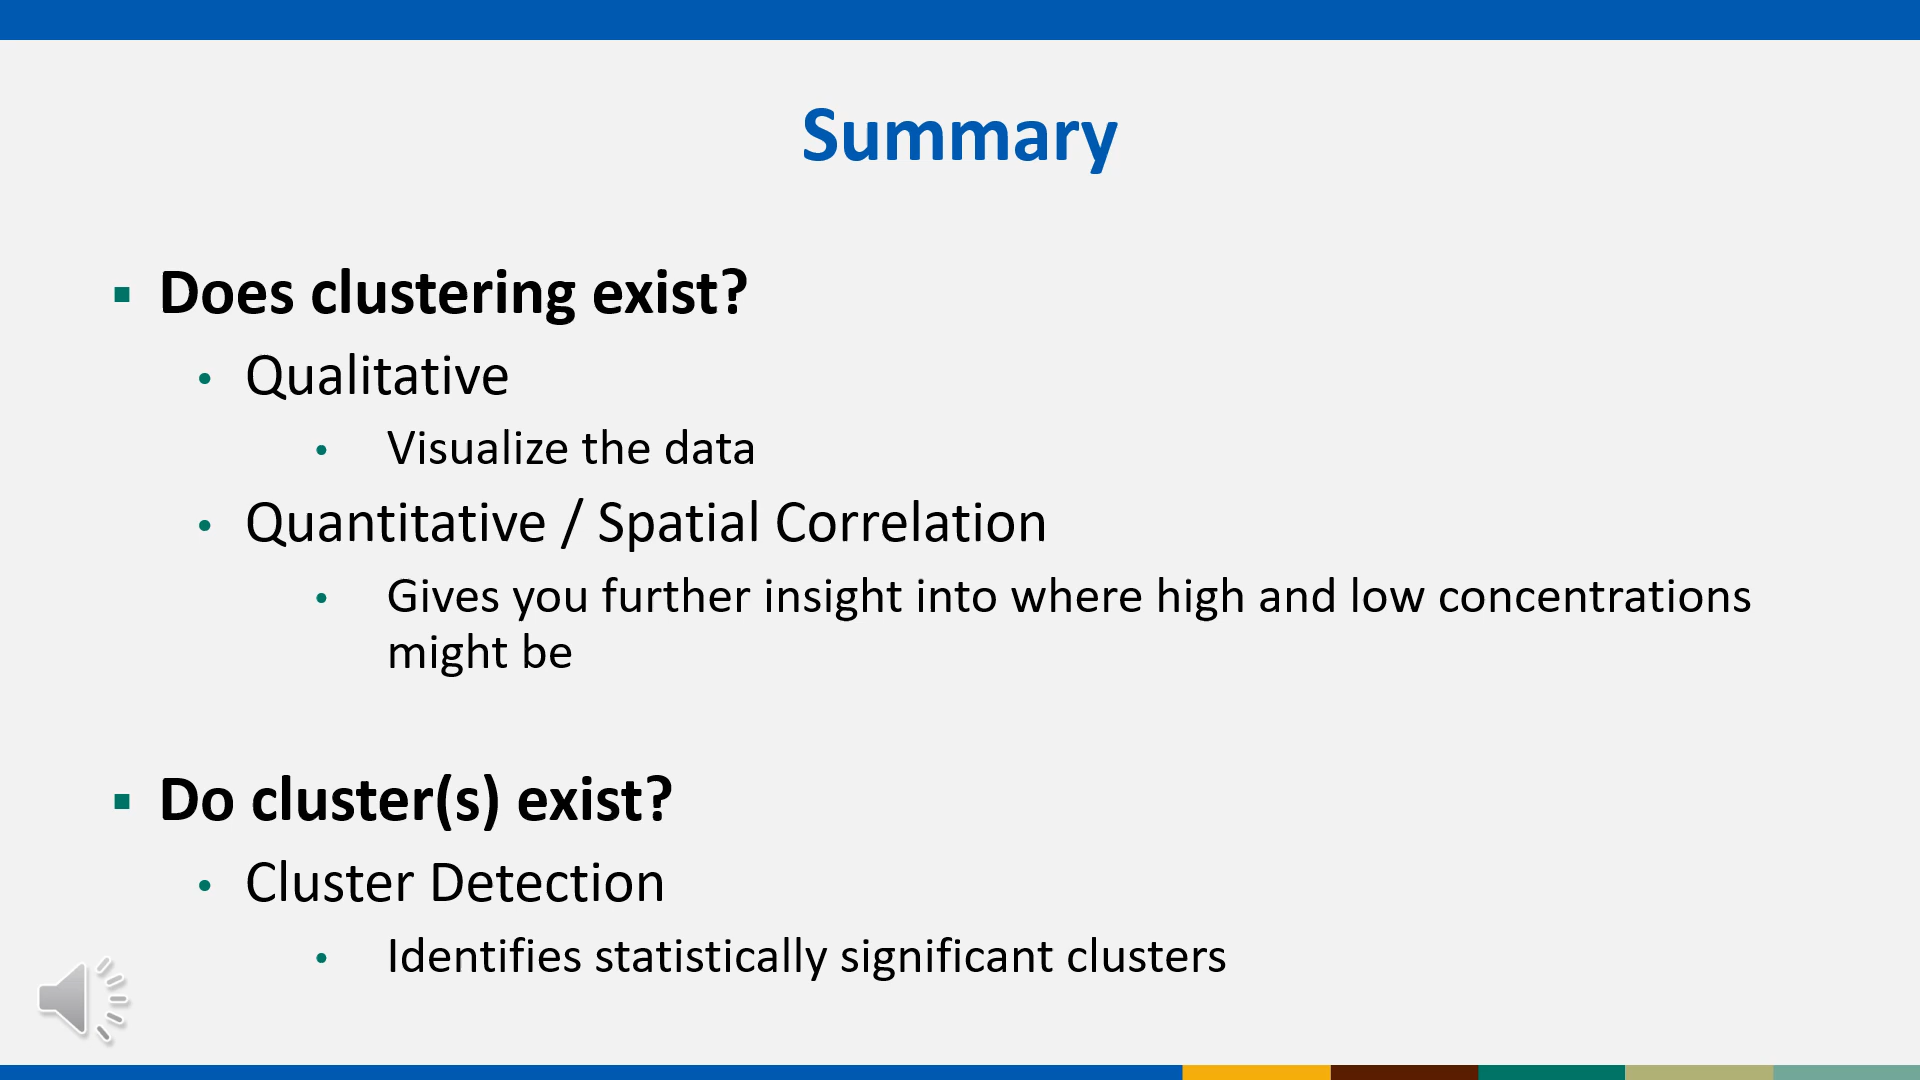 Summary
Does clustering exist?
Qualitative
Visualize the data
Quantitative / Spatial Correlation
Gives you further insight into where high and low concentrations
might be
Do cluster(s) exist?
Cluster Detection
Identifies statistically significant clusters